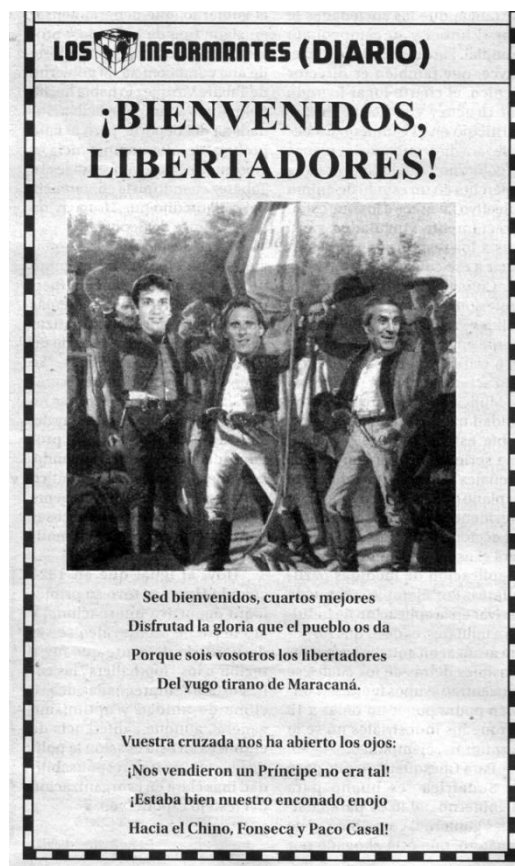 LOS INFORMANTES (DIARIO)
¡BIENVENIDOS,
LIBERTADORES!
Sed bienvenidos, cuartos mejores
Disfrutad la gloria que el pueblo os da
Porque sois vosotros los libertadores
Del yugo tirano de Maracaná.
Vuestra cruzada nos ha abierto los ojos:
¡Nos vendieron un Príncipe no era tal!
¡Estaba bien nuestro enconado enojo
Hacia el Chino, Fonseca y Paco Casal!